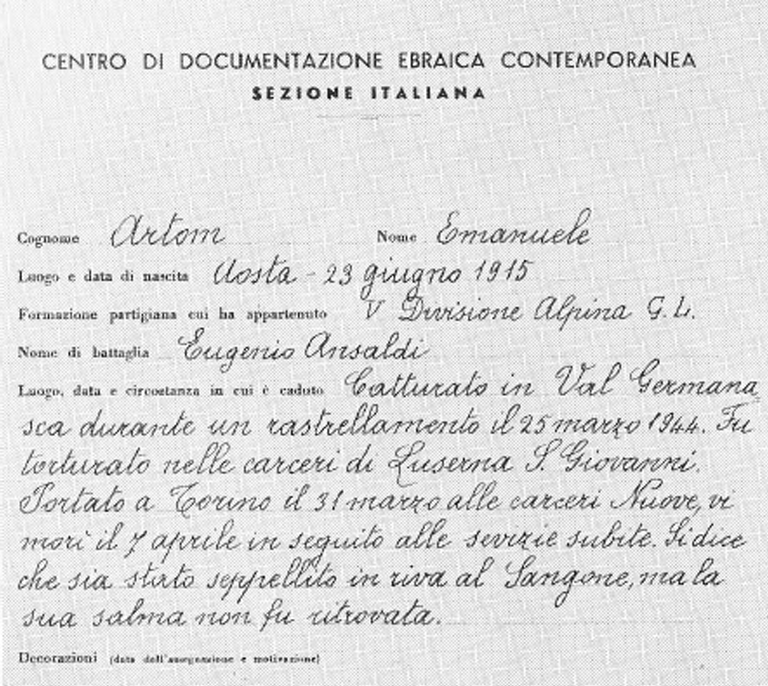 CENTRO DI DOCUMENTAZIONE EBRAICA CONTEMPORANEA
SEZIONE ITALIANA
Cognome Artom Nome Emanuele
Luogo e data di nascita Aosta - 23 giugno 1915
Formazione partigiana cui ha appartenuto V Divisione Alpina G. L.
Nome di battaglia Eugenio Ansaldi
Luogo, data e circostanza in cui è caduto Catturato in Val Germana
sca durante un rastrellamento il 25 marzo 1944. Fu
torturato nelle carceri di Luserna S. Giovanni.
Portato a Torino il 31 marzo alle carceri Nuove, vi
morì il 7 aprile in seguito alle sevizie subite. Si dice
che sia stato seppellito in riva al Sangone, ma la
sua salma non fu ritrovata.
Decorazioni (data dell'assegnazione e motivazione)